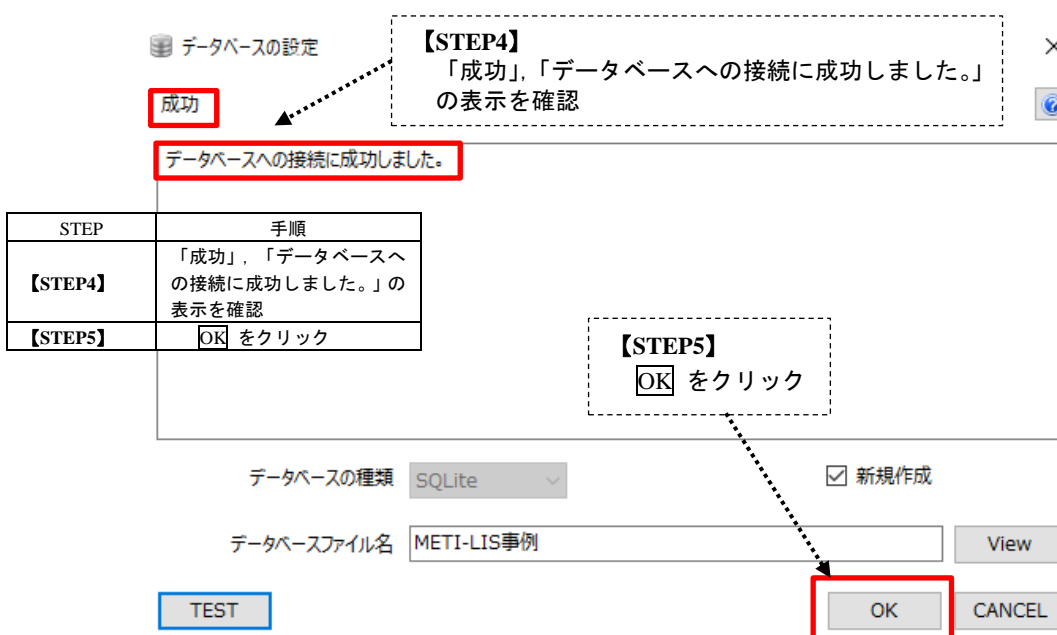 データベースの設定
【STEP4】
「成功」,「データベースへの接続に成功しました。」
の表示を確認
成功
データベースへの接続に成功しました。
STEP 手順
【STEP4】 「成功」,「データベースへ
の接続に成功しました。」の
表示を確認
【STEP5】 OK をクリック
【STEP5】
OK をクリック
データベースの種類 SQLite 新規作成
データベースファイル名 METI-LIS事例 View
TEST OK CANCEL